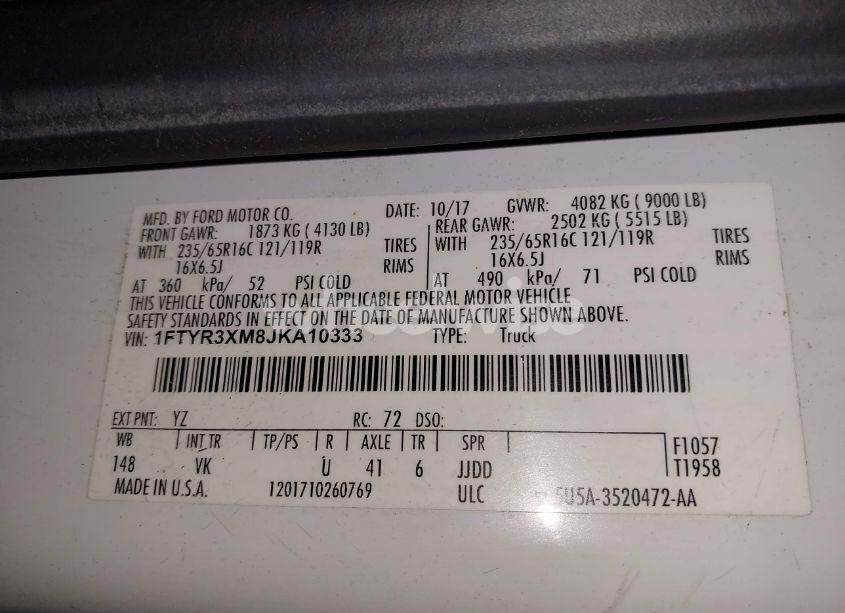 MFD. BY FORD MOTOR CO. DATE: 10/17 GVWR: 4082 KG ( 9000 LB)
FRONT GAWR: 1873 KG ( 4130 LB) REAR GAWR: 2502 KG ( 5515 LB)
WITH 235/65R16C 121/119R TIRES WITH 235/65R16C 121/119R TIRES
16X6.5J RIMS 16X6.5J RIMS
AT 360 kPa/ 52 PSI COLD AT 490 kPa/ 71 PSI COLD
THIS VEHICLE CONFORMS TO ALL APPLICABLE FEDERAL MOTOR VEHICLE
SAFETY STANDARDS IN EFFECT ON THE DATE OF MANUFACTURE SHOWN ABOVE.
VIN: 1FTYR3XM8JKA10333 TYPE: Truck
EXT PNT: YZ RC: 72 DSO:
WB INT TR TP/PS R AXLE TR SPR F1057
148 VK U 41 6 JJDD T1958
MADE IN U.S.A. 1201710260769 ULC 5U5A-3520472-AA